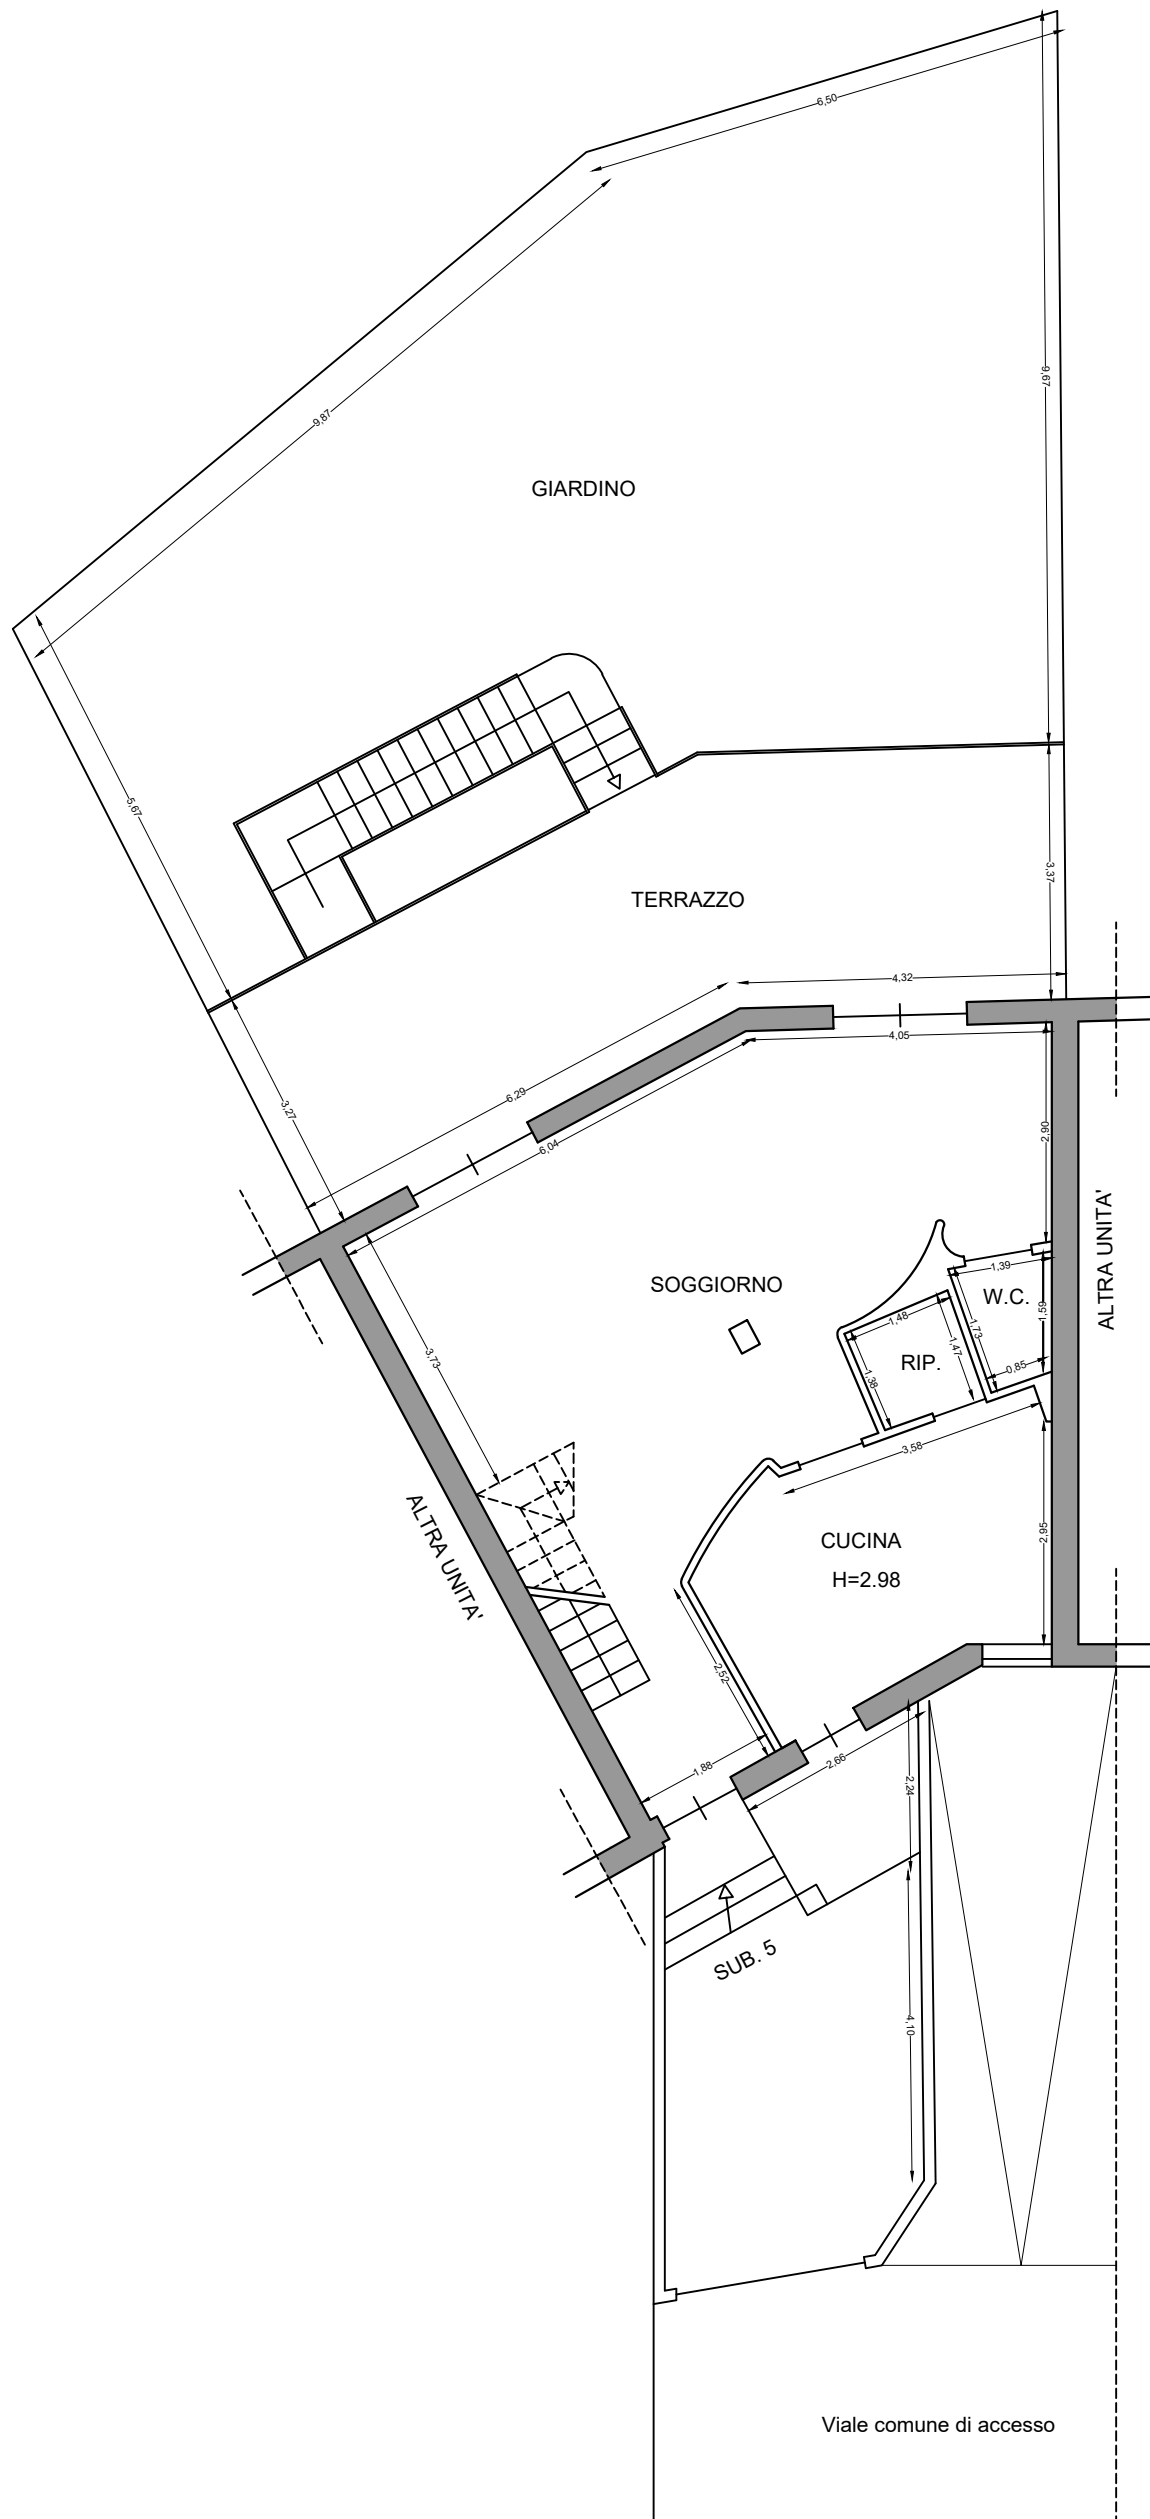 6,50
9,67
9,87
GIARDINO
5,67
3,37
TERRAZZO
4,32
4,05
6,29
3,27
6,04
2,90
ALTRA UNITA'
SOGGIORNO
1,39
W.C.
1,59
1,48
1,73
1,47
RIP.
1,38
0,85
3,73
3,58
ALTRA UNITA'
CUCINA
H=2.98
2,95
2,52
1,88
2,66
2,24
SUB. 5
4,10
Viale comune di accesso